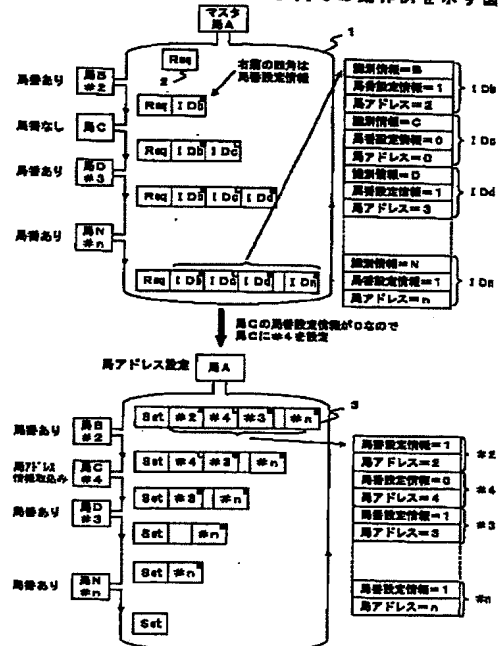 マスタ
局A
1
Req
2
右肩の四角は
局番設定情報
局番あり
局B
#2
Req IDb
局番なし
局C
Req IDb IDc
局番あり
局D
#3
Req IDb IDc IDd
局番あり
局N
#n
Req IDb IDc IDd IDn
識別情報=B
局番設定情報=1
局アドレス=2
IDb
識別情報=C
局番設定情報=0
局アドレス=0
IDc
識別情報=D
局番設定情報=1
局アドレス=3
IDd
識別情報=N
局番設定情報=1
局アドレス=n
IDn
局Cの局番設定情報が0なので
局Cに#4を設定
局アドレス設定
局A
3
局番あり
局B
#2
Set #2 #4 #3 #n
局アドレス
情報取込み
局C
#4
Set #4 #3 #n
局番あり
局D
#3
Set #3 #n
Set #n
局番あり
局N
#n
Set #n
Set
局番設定情報=1
局アドレス=2
#2
局番設定情報=0
局アドレス=4
#4
局番設定情報=1
局アドレス=3
#3
局番設定情報=1
局アドレス=n
#n